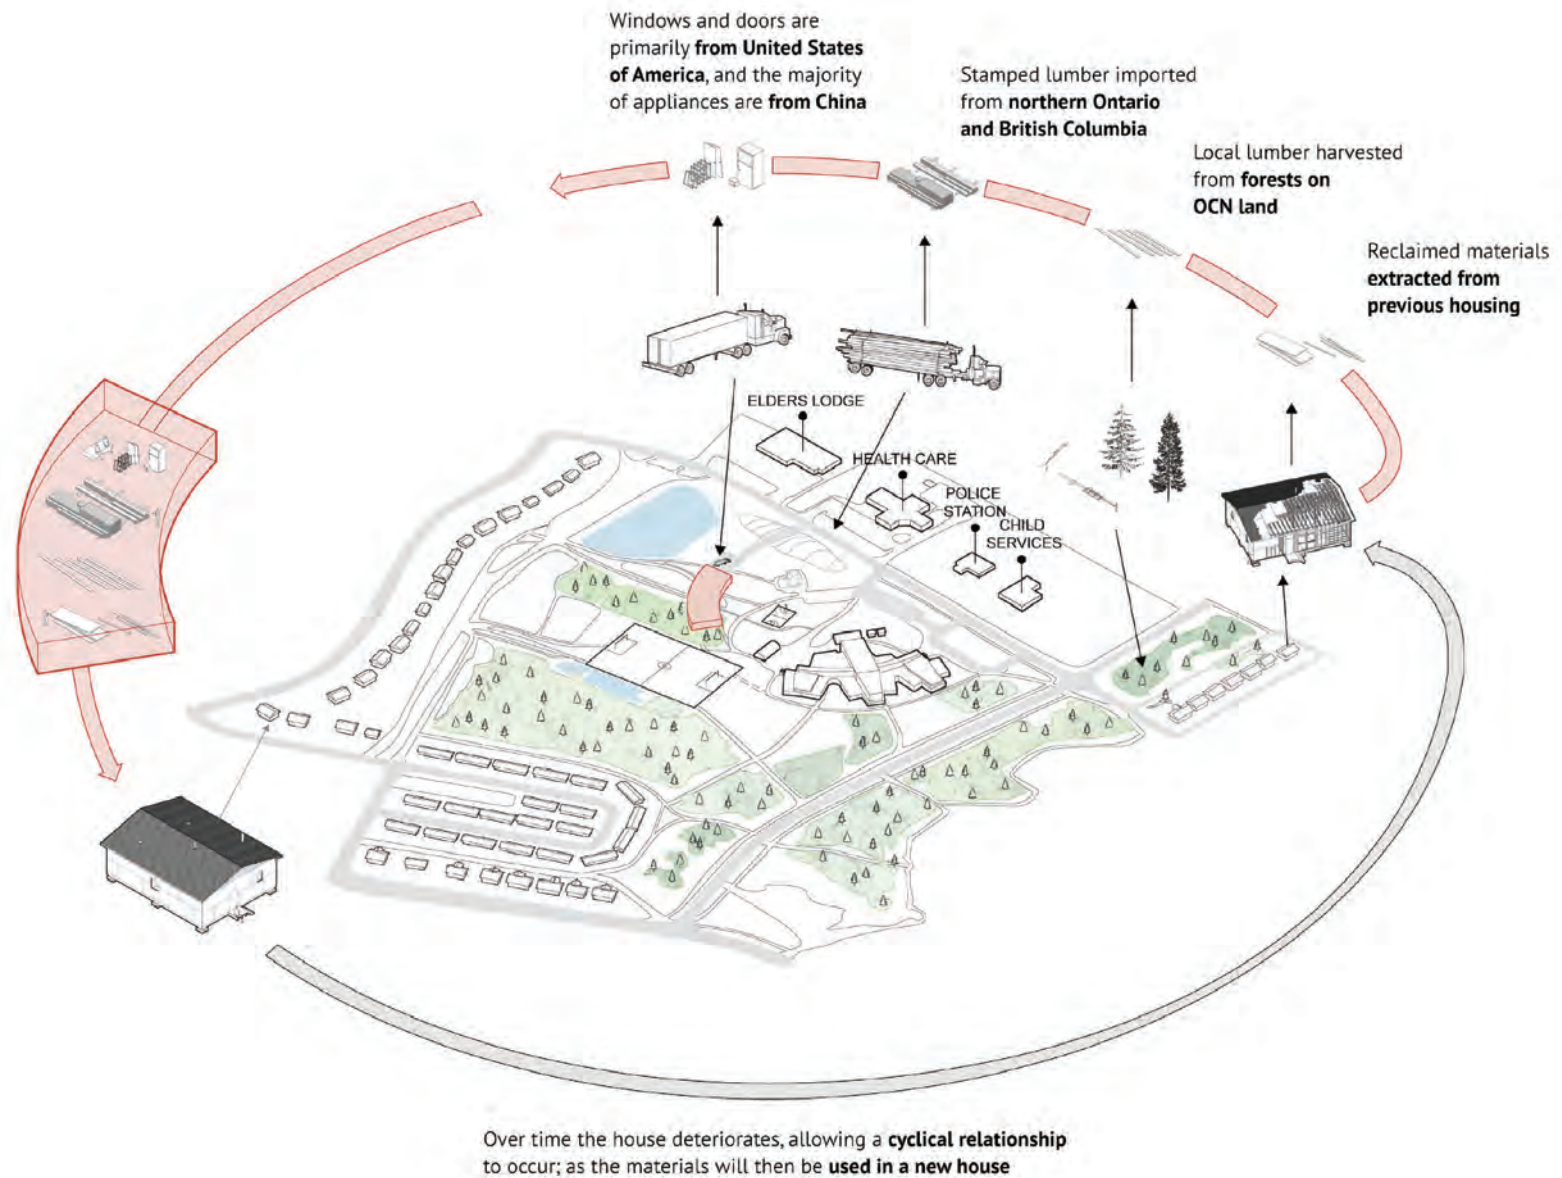 Windows and doors are
primarily from United States
of America, and the majority
of appliances are from China
Stamped lumber imported
from northern Ontario
and British Columbia
Local lumber harvested
from forests on
OCN land
Reclaimed materials
extracted from
previous housing
ELDERS LODGE
HEALTH CARE
POLICE
STATION
CHILD
SERVICES
Over time the house deteriorates, allowing a cyclical relationship
to occur; as the materials will then be used in a new house